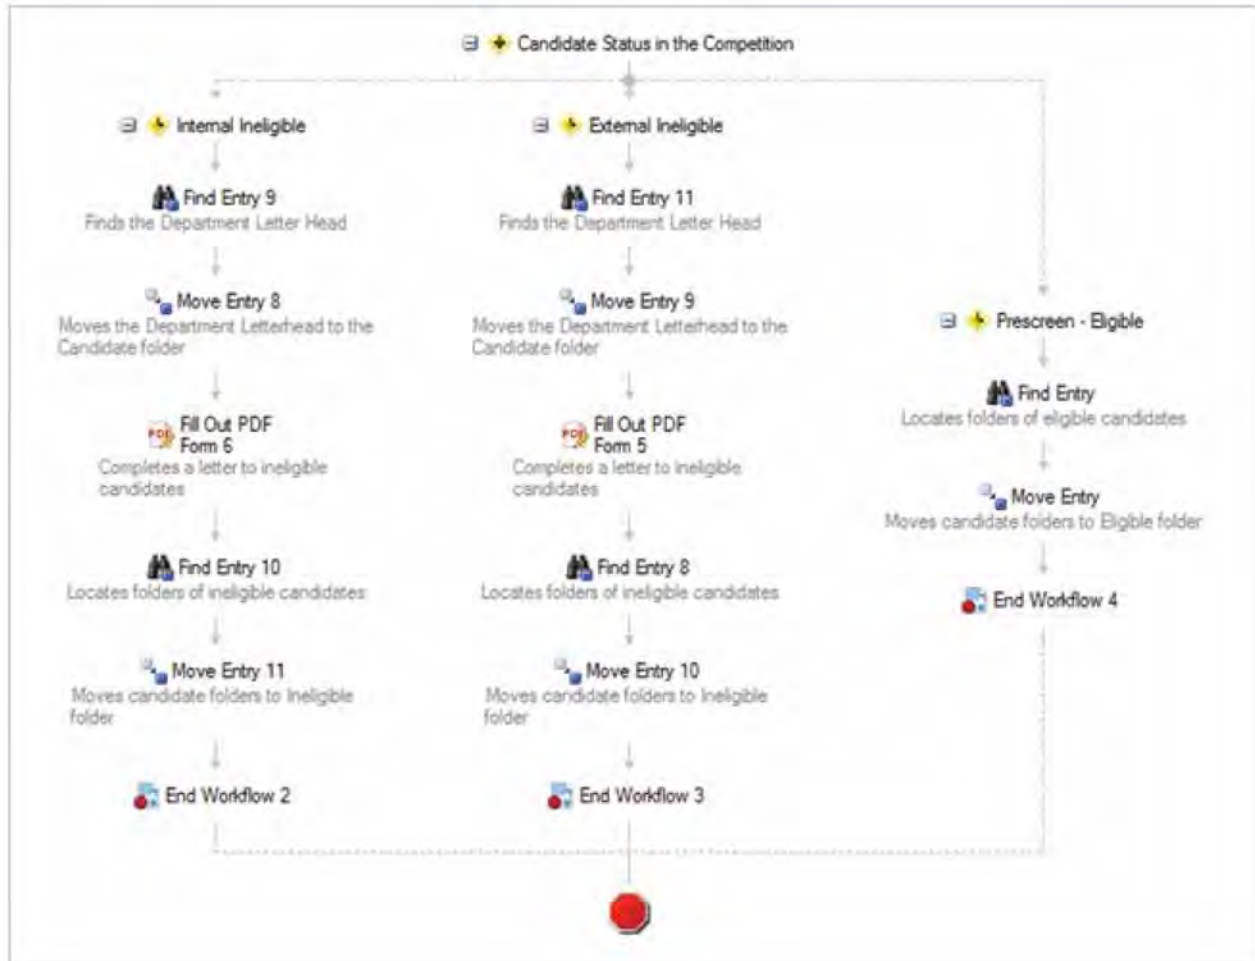 Candidate Status in the Competition
Internal Ineligible
Find Entry 9
Finds the Department Letter Head
Move Entry 8
Moves the Department Letterhead to the
Candidate folder
PDF
Fill Out PDF
Form 6
Completes a letter to ineligible
candidates
Find Entry 10
Locates folders of ineligible candidates
Move Entry 11
Moves candidate folders to Ineligible
folder
End Workflow 2
External Ineligible
Find Entry 11
Finds the Department Letter Head
Move Entry 9
Moves the Department Letterhead to the
Candidate folder
PDF
Fill Out PDF
Form 5
Completes a letter to ineligible
candidates
Find Entry 8
Locates folders of ineligible candidates
Move Entry 10
Moves candidate folders to Ineligible
folder
End Workflow 3
Prescreen - Eligible
Find Entry
Locates folders of eligible candidates
Move Entry
Moves candidate folders to Eligible folder
End Workflow 4